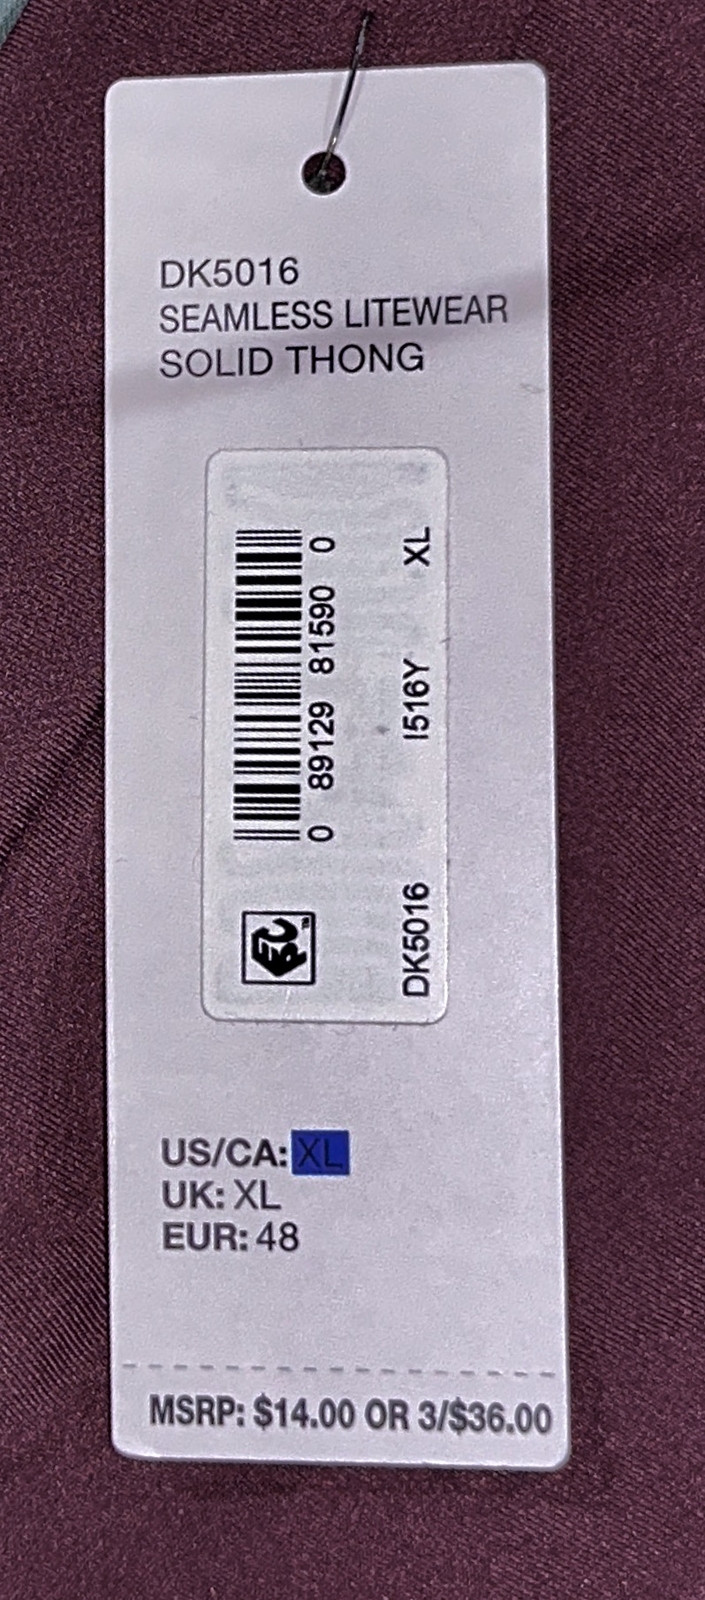 DK5016
SEAMLESS LITEWEAR
SOLID THONG
0 89129 81590 0
DK5016 I516Y XL
US/CA: XL
UK: XL
EUR: 48
MSRP: $14.00 OR 3/$36.00